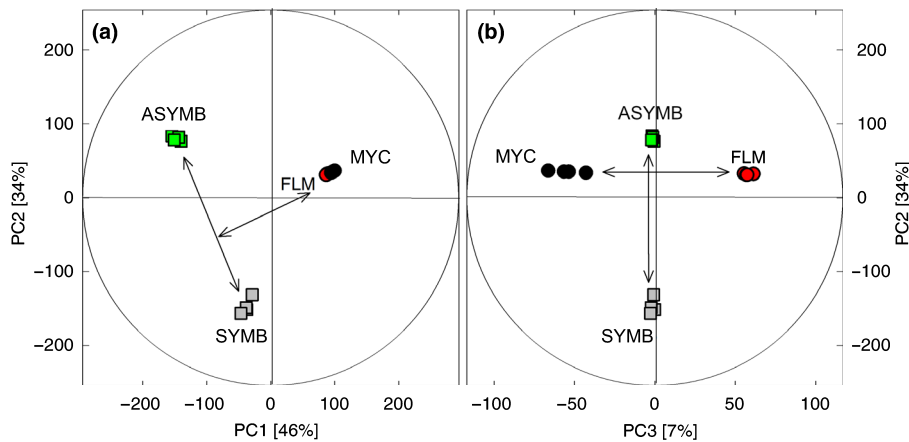 (a)
(b)
200
100
0
−100
−200
PC2 [34%]
ASYMB
MYC
FLM
SYMB
−200 −100 0 100 200
PC1 [46%]
ASYMB
MYC
FLM
SYMB
−100 −50 0 50 100
PC3 [7%]
200
100
0
−100
−200
PC2 [34%]